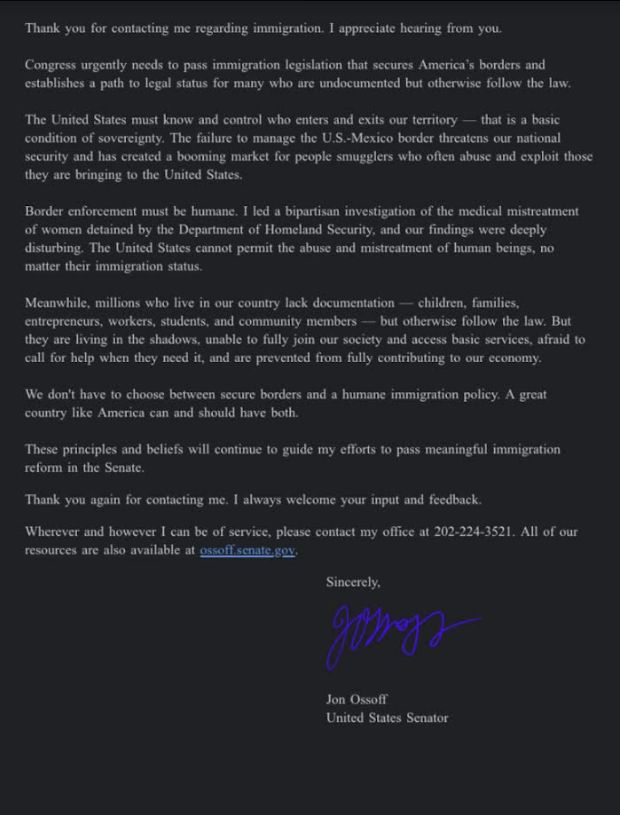 Thank you for contacting me regarding immigration. I appreciate hearing from you.
Congress urgently needs to pass immigration legislation that secures America's borders and
establishes a path to legal status for many who are undocumented but otherwise follow the law.
The United States must know and control who enters and exits our territory — that is a basic
condition of sovereignty. The failure to manage the U.S.-Mexico border threatens our national
security and has created a booming market for people smugglers who often abuse and exploit those
they are bringing to the United States.
Border enforcement must be humane. I led a bipartisan investigation of the medical mistreatment
of women detained by the Department of Homeland Security, and our findings were deeply
disturbing. The United States cannot permit the abuse and mistreatment of human beings, no
matter their immigration status.
Meanwhile, millions who live in our country lack documentation — children, families,
entrepreneurs, workers, students, and community members — but otherwise follow the law. But
they are living in the shadows, unable to fully join our society and access basic services, afraid to
call for help when they need it, and are prevented from fully contributing to our economy.
We don't have to choose between secure borders and a humane immigration policy. A great
country like America can and should have both.
These principles and beliefs will continue to guide my efforts to pass meaningful immigration
reform in the Senate.
Thank you again for contacting me. I always welcome your input and feedback.
Wherever and however I can be of service, please contact my office at 202-224-3521. All of our
resources are also available at ossoff.senate.gov.
Sincerely,
JOssoff
Jon Ossoff
United States Senator